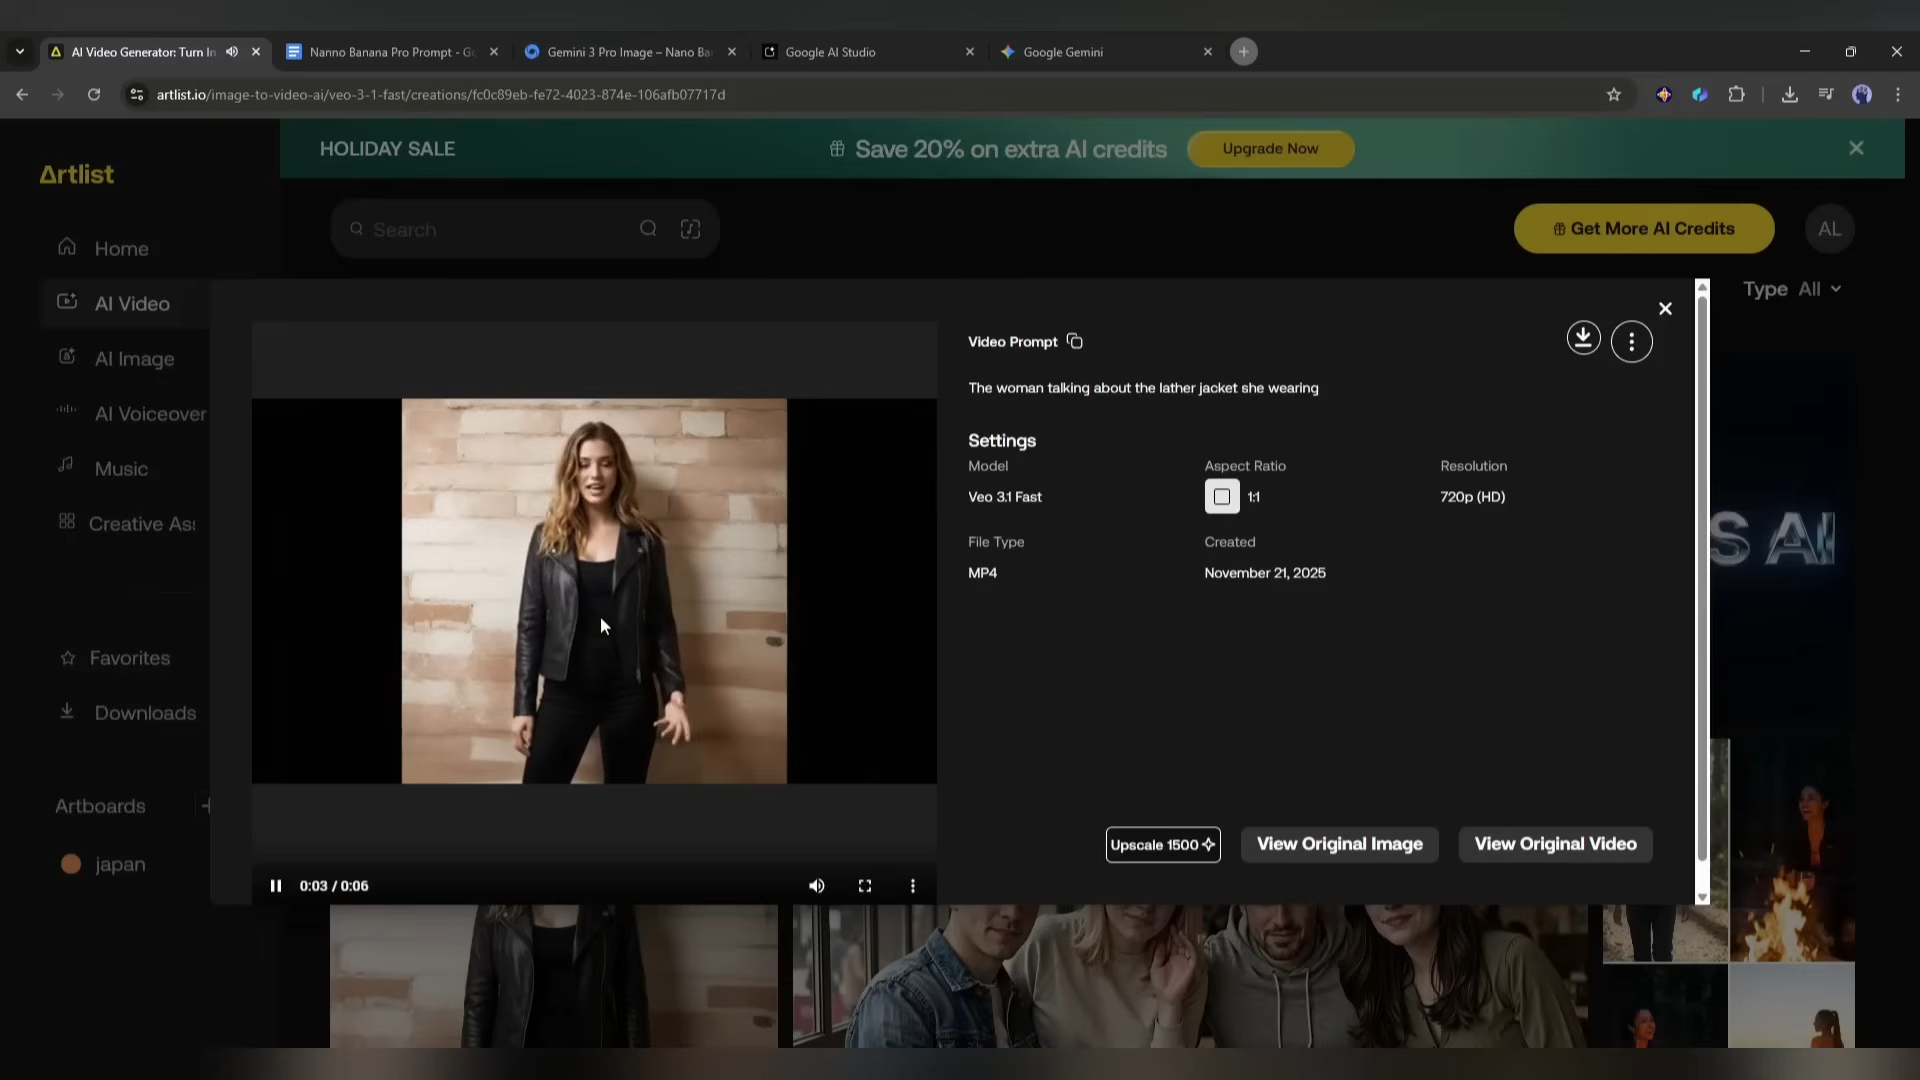 AI Video Generator: Turn In
Nanno Banana Pro Prompt - Go
Gemini 3 Pro Image – Nano Ba
Google AI Studio
Google Gemini
artlist.io/image-to-video-ai/veo-3-1-fast/creations/fc0c89eb-fe72-4023-874e-106afb07717d
HOLIDAY SALE
Save 20% on extra AI credits
Upgrade Now
Artlist
Search
Get More AI Credits
AL
Home
AI Video
AI Image
AI Voiceover
Music
Creative Ass
Favorites
Downloads
Artboards
japan
Type All
Video Prompt
The woman talking about the lather jacket she wearing
Settings
Model
Aspect Ratio
Resolution
Veo 3.1 Fast
1:1
720p (HD)
File Type
Created
MP4
November 21, 2025
S AI
Upscale 1500
View Original Image
View Original Video
0:03 / 0:06